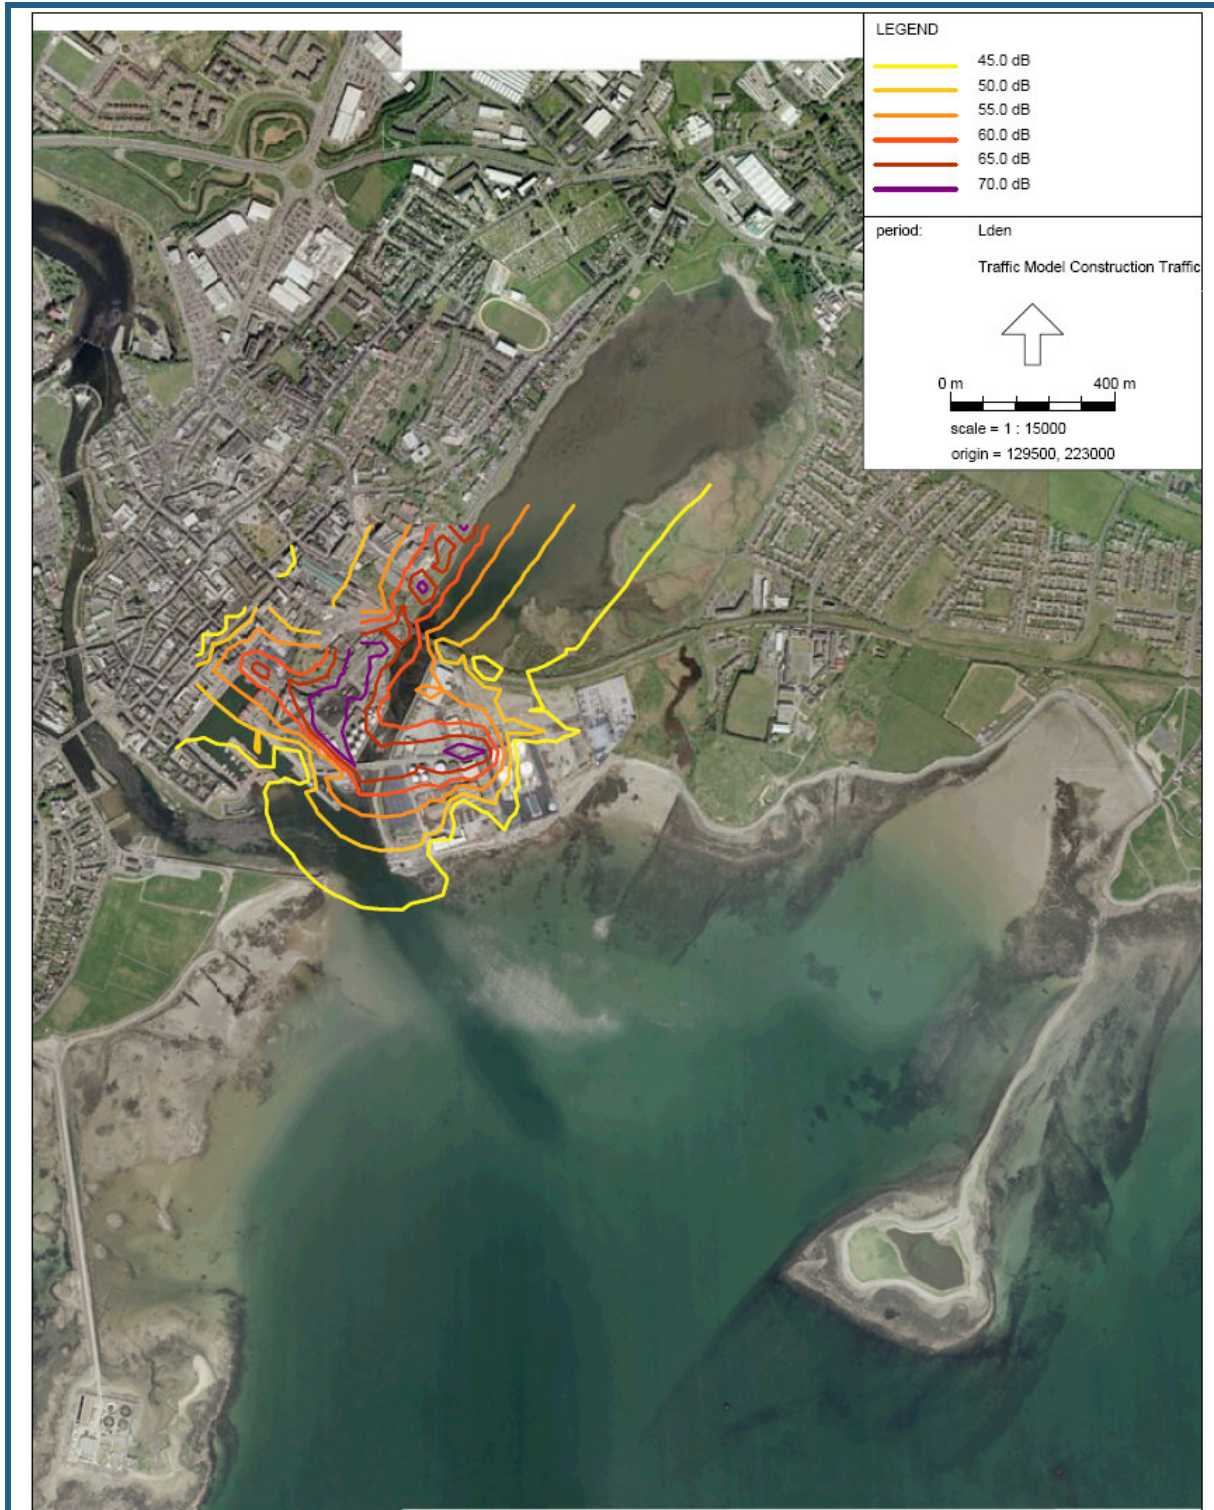 LEGEND
45.0 dB
50.0 dB
55.0 dB
60.0 dB
65.0 dB
70.0 dB
period: Lden
Traffic Model Construction Traffic
0 m 400 m
scale = 1 : 15000
origin = 129500, 223000